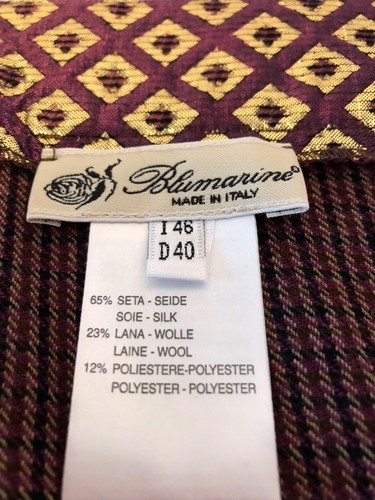 Blumarine®
MADE IN ITALY
I 46
D 40
65% SETA - SEIDE
SOIE - SILK
23% LANA - WOLLE
LAINE - WOOL
12% POLIESTERE-POLYESTER
POLYESTER - POLYESTER